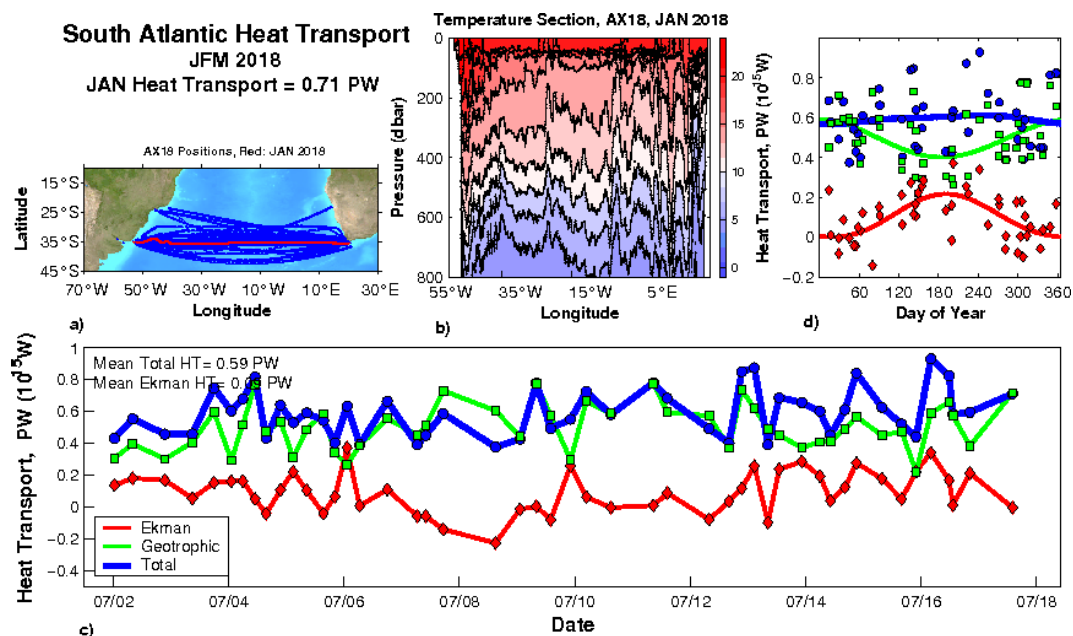 South Atlantic Heat Transport
JFM 2018
JAN Heat Transport = 0.71 PW
AX18 Positions, Red: JAN 2018
Latitude
15°S
25°S
35°S
45°S
70°W 50°W 30°W 10°W 10°E 30°E
Longitude
a)
Temperature Section, AX18, JAN 2018
Pressure (dbar)
0
200
400
600
800
55°W 35°W 15°W 5°E
Longitude
b)
20
15
10
5
0
Heat Transport, PW (10¹⁵W)
0.8
0.6
0.4
0.2
0
−0.2
60 120 180 240 300 360
Day of Year
d)
Heat Transport, PW (10¹⁵W)
1
0.8
0.6
0.4
0.2
0
−0.2
−0.4
Mean Total HT= 0.59 PW
Mean Ekman HT= PW
Ekman
Geotrophic
Total
07/02 07/04 07/06 07/08 07/10 07/12 07/14 07/16 07/18
Date
c)